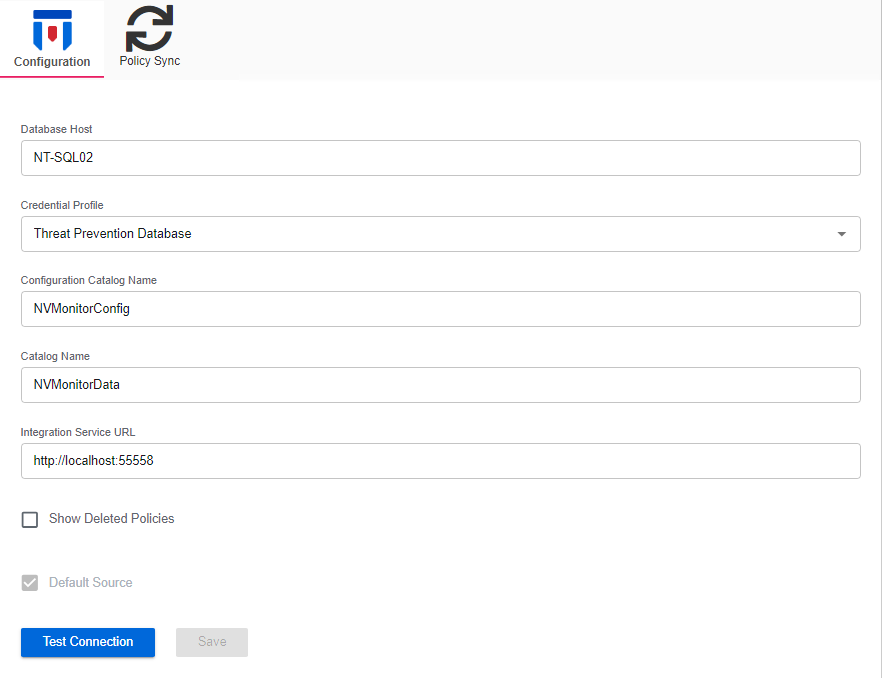 Configuration
Policy Sync
Database Host
NT-SQL02
Credential Profile
Threat Prevention Database
Configuration Catalog Name
NVMonitorConfig
Catalog Name
NVMonitorData
Integration Service URL
http://localhost:55558
Show Deleted Policies
Default Source
Test Connection
Save